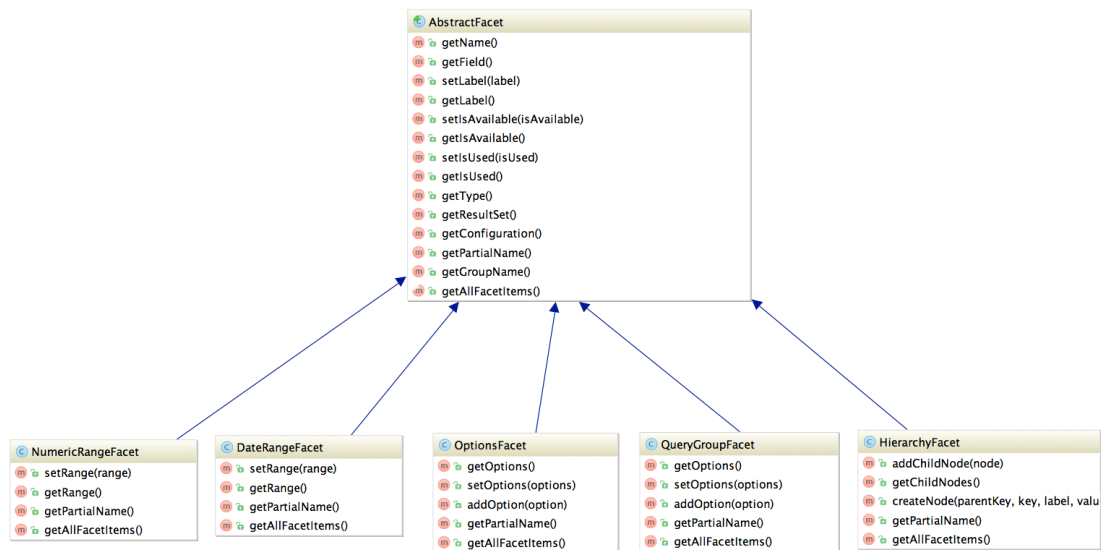 AbstractFacet
getName()
getField()
setLabel(label)
getLabel()
setIsAvailable(isAvailable)
getIsAvailable()
setIsUsed(isUsed)
getIsUsed()
getType()
getResultSet()
getConfiguration()
getPartialName()
getGroupName()
getAllFacetItems()
NumericRangeFacet
setRange(range)
getRange()
getPartialName()
getAllFacetItems()
DateRangeFacet
setRange(range)
getRange()
getPartialName()
getAllFacetItems()
OptionsFacet
getOptions()
setOptions(options)
addOption(option)
getPartialName()
getAllFacetItems()
QueryGroupFacet
getOptions()
setOptions(options)
addOption(option)
getPartialName()
getAllFacetItems()
HierarchyFacet
addChildNode(node)
getChildNodes()
createNode(parentKey, key, label, valu
getPartialName()
getAllFacetItems()